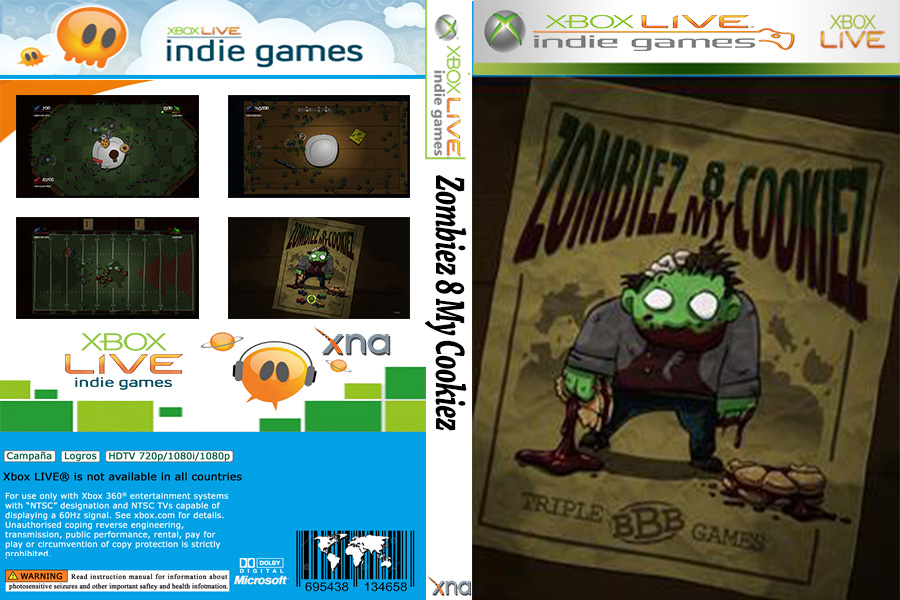 XBOX LIVE
indie games
XBOX LIVE
indie games
xna
Campaña Logros HDTV 720p/1080i/1080p
Xbox LIVE® is not available in all countries
For use only with Xbox 360® entertainment systems
with “NTSC” designation and NTSC TVs capable of
displaying a 60Hz signal. See xbox.com for details.
Unauthorised coping reverse engineering,
transmission, public performance, rental, pay for
play or circumvention of copy protection is strictly
prohibited.
WARNING Read instruction manual for information about
photosensitive seizures and other important saftey and health infotmation.
DOLBY
DIGITAL
Microsoft®
695438 134658
XBOX LIVE
indie games
Zombiez 8 My Cookiez
xna
XBOX LIVE
indie games
XBOX
LIVE
ZOMBIEZ 8 MY COOKIEZ
TRIPLE BBB GAMES
ZOMBIEZ 8 MY COOKIEZ